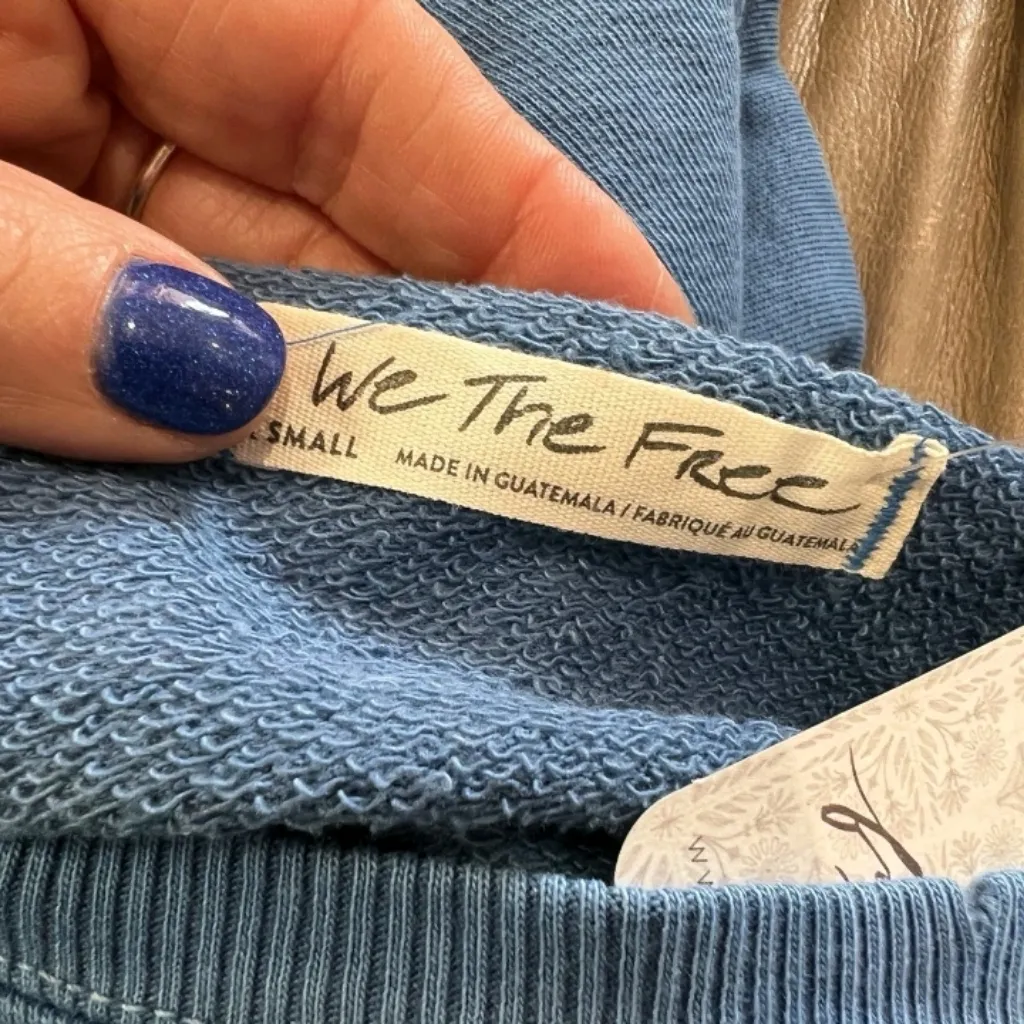 We The Free
. SMALL MADE IN GUATEMALA / FABRIQUÉ AU GUATEMALA